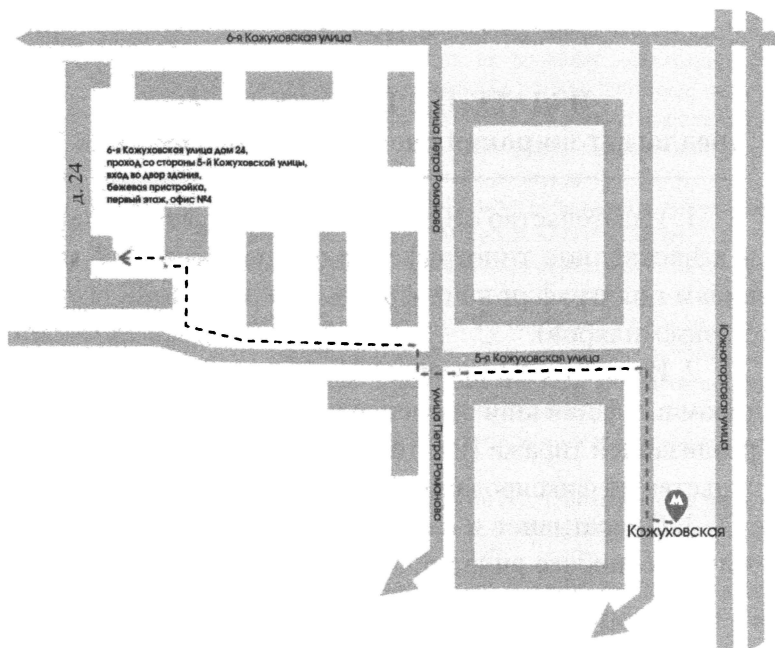 6-я Кожуховская улица
6-я Кожуховская улица дом 24,
проход со стороны 5-й Кожуховской улицы,
вход во двор здания,
бежевая пристройка,
первый этаж, офис №4
д. 24
улица Петра Романова
5-я Кожуховская улица
улица Петра Романова
Южнопортовая улица
М
Кожуховская